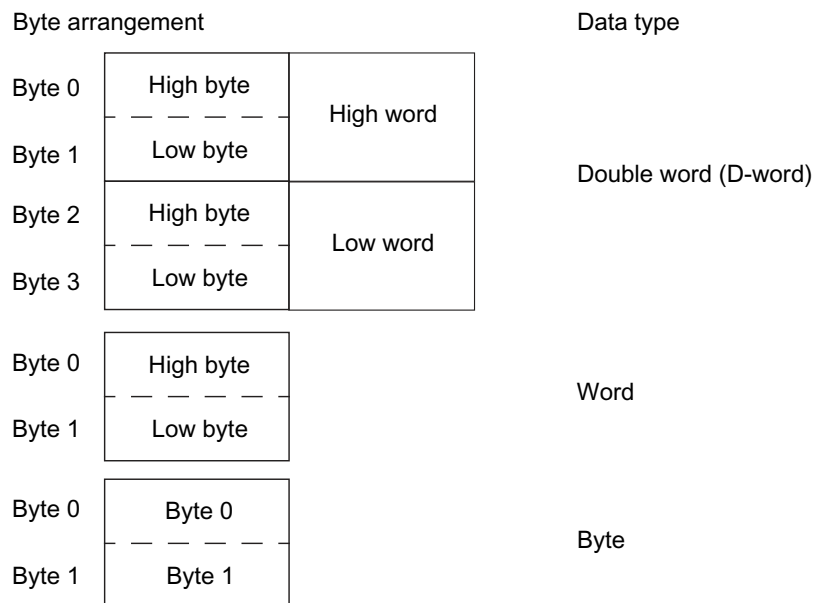 Byte arrangement Data type
Byte 0 High byte
High word
Byte 1 Low byte
Double word (D-word)
Byte 2 High byte
Low word
Byte 3 Low byte
Byte 0 High byte
Word
Byte 1 Low byte
Byte 0 Byte 0
Byte
Byte 1 Byte 1